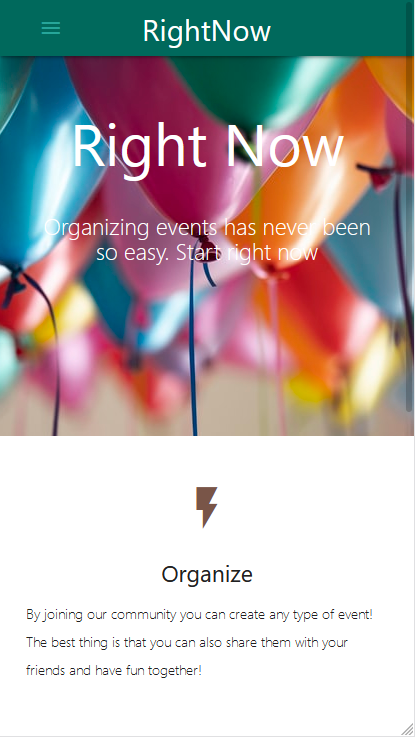 RightNow
Right Now
Organizing events has never been
so easy. Start right now
Organize
By joining our community you can create any type of event!
The best thing is that you can also share them with your
friends and have fun together!